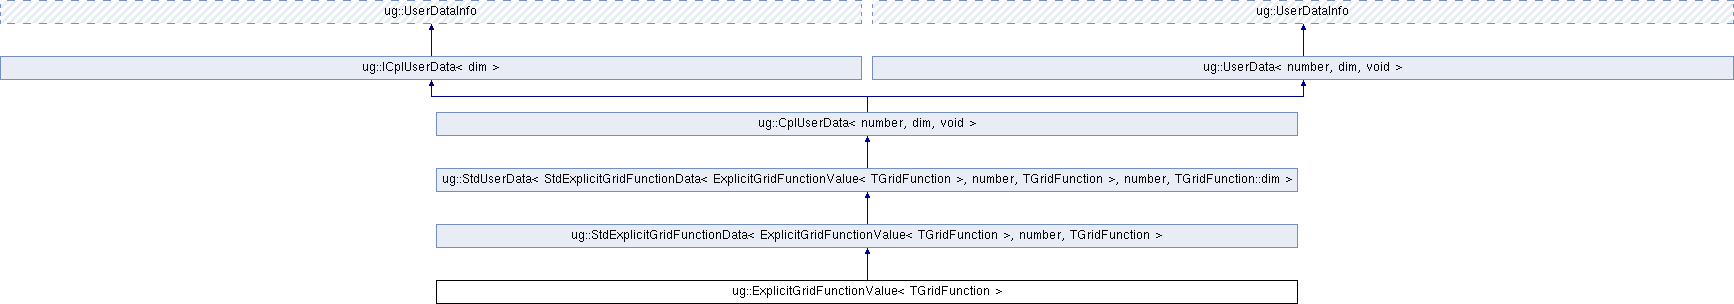 ug::UserDataInfo
ug::UserDataInfo
ug::ICplUserData< dim >
ug::UserData< number, dim, void >
ug::CplUserData< number, dim, void >
ug::StdUserData< StdExplicitGridFunctionData< ExplicitGridFunctionValue< TGridFunction >, number, TGridFunction >, number, TGridFunction::dim >
ug::StdExplicitGridFunctionData< ExplicitGridFunctionValue< TGridFunction >, number, TGridFunction >
ug::ExplicitGridFunctionValue< TGridFunction >